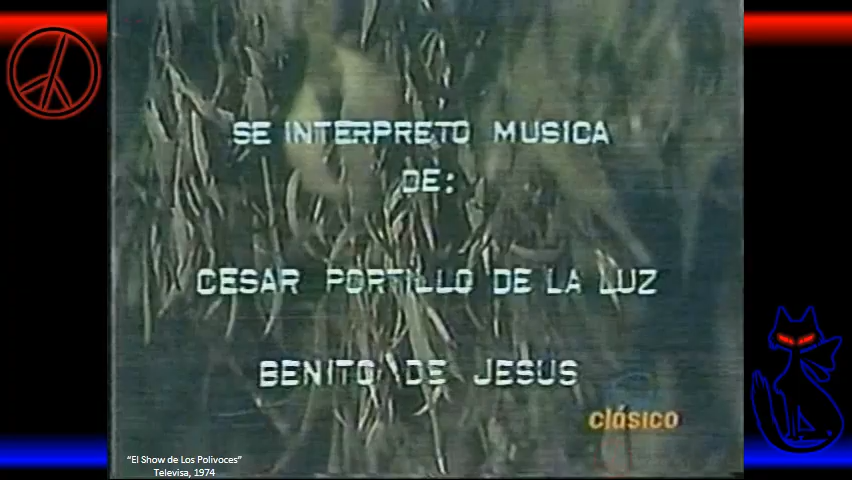 SE INTERPRETO MUSICA
DE:
CESAR PORTILLO DE LA LUZ
BENITO DE JESUS
clásico
“El Show de Los Polivoces”
Televisa, 1974